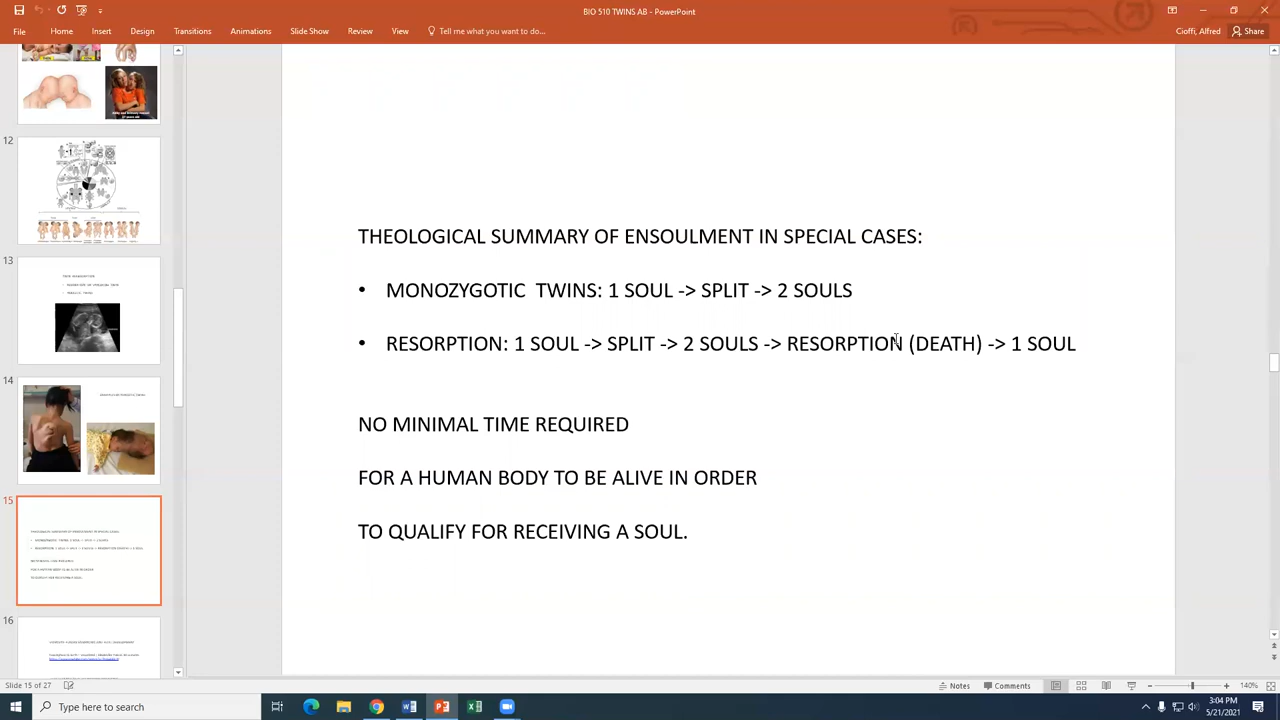 BIO 510 TWINS AB - PowerPoint
File
Home
Insert
Design
Transitions
Animations
Slide Show
Review
View
Tell me what you want to do...
Cioffi, Alfred
Share
12
13
14
15
16
THEOLOGICAL SUMMARY OF ENSOULMENT IN SPECIAL CASES:
• MONOZYGOTIC TWINS: 1 SOUL -> SPLIT -> 2 SOULS
• RESORPTION: 1 SOUL -> SPLIT -> 2 SOULS -> RESORPTION (DEATH) -> 1 SOUL
NO MINIMAL TIME REQUIRED
FOR A HUMAN BODY TO BE ALIVE IN ORDER
TO QUALIFY FOR RECEIVING A SOUL.
Slide 15 of 27
Notes
Comments
140%
Type here to search
3:04 PM
5/21/2021